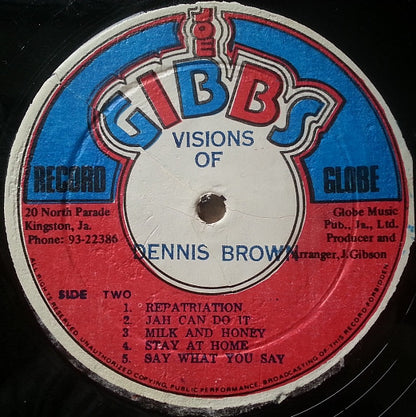 JOE
GIBBS
RECORD GLOBE
VISIONS
OF
DENNIS BROWN
20 North Parade
Kingston, Ja.
Phone: 93-22386
Globe Music
Pub., Ja., Ltd.
Producer and
Arranger, J. Gibson
SIDE TWO
1. REPATRIATION
2. JAH CAN DO IT
3 MILK AND HONEY
4 STAY AT HOME
5 SAY WHAT YOU SAY
ALL RIGHTS RESERVED. UNAUTHORIZED COPYING, PUBLIC PERFORMANCE, BROADCASTING OF THIS RECORD FORBIDDEN